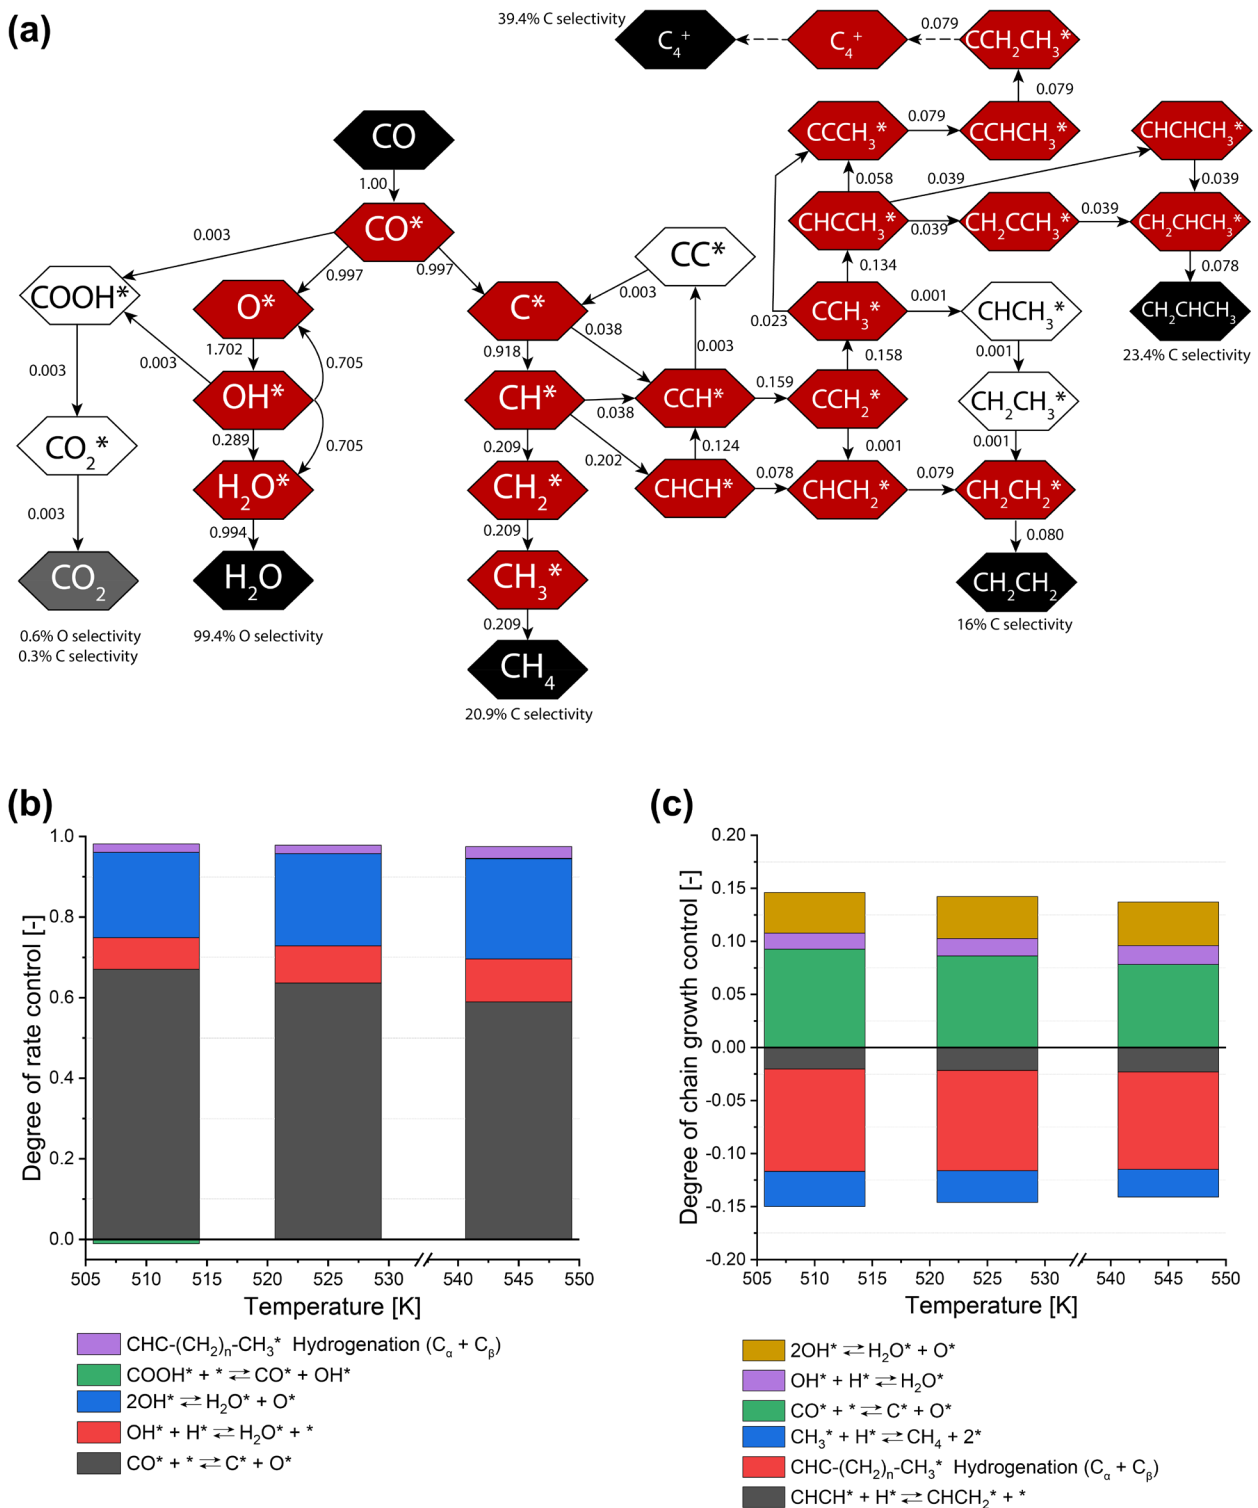 (a)
39.4% C selectivity
C4+
C4+
0.079
CCH2CH3*
0.079
CO
CCCH3*
0.079
CCHCH3*
CHCHCH3*
1.00
0.058
0.039
0.039
CO*
CHCCH3*
0.039
CH2CCH3*
0.039
CH2CHCH3*
0.003
0.997
0.997
CC*
0.134
0.078
COOH*
O*
C*
0.003
0.023
CCH3*
0.001
CHCH3*
CH2CHCH3
23.4% C selectivity
1.702
0.705
0.918
0.038
0.003
0.158
0.001
0.003
0.003
OH*
CH*
0.038
CCH*
0.159
CCH2*
CH2CH3*
0.289
0.705
0.209
0.202
0.124
0.001
0.001
CO2*
H2O*
CH2*
CHCH*
0.078
CHCH2*
0.079
CH2CH2*
0.003
0.994
0.209
0.080
CO2
H2O
CH3*
CH2CH2
0.6% O selectivity
0.3% C selectivity
99.4% O selectivity
0.209
16% C selectivity
CH4
20.9% C selectivity
(b)
Degree of rate control [-]
1.0
0.8
0.6
0.4
0.2
0.0
505
510
515
520
525
530
540
545
550
Temperature [K]
CHC-(CH2)n-CH3* Hydrogenation (Cα + Cβ)
COOH* + * ⇄ CO* + OH*
2OH* ⇄ H2O* + O*
OH* + H* ⇄ H2O* + *
CO* + * ⇄ C* + O*
(c)
Degree of chain growth control [-]
0.20
0.15
0.10
0.05
0.00
-0.05
-0.10
-0.15
-0.20
505
510
515
520
525
530
540
545
550
Temperature [K]
2OH* ⇄ H2O* + O*
OH* + H* ⇄ H2O*
CO* + * ⇄ C* + O*
CH3* + H* ⇄ CH4 + 2*
CHC-(CH2)n-CH3* Hydrogenation (Cα + Cβ)
CHCH* + H* ⇄ CHCH2* + *